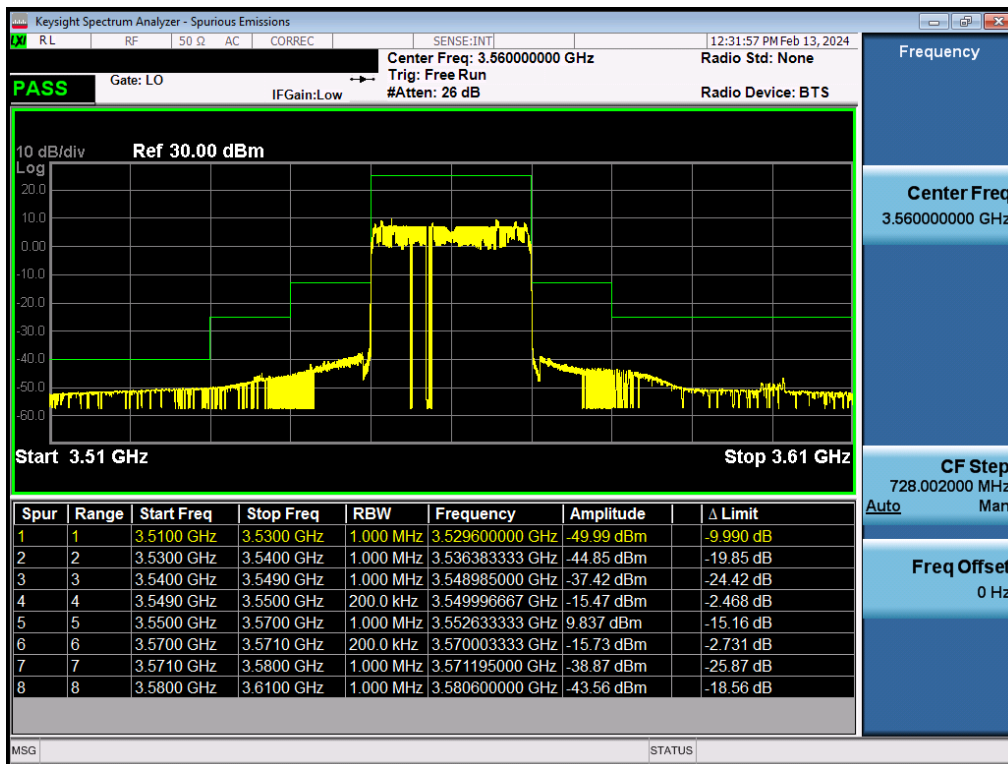 Keysight Spectrum Analyzer - Spurious Emissions
LXI RL RF 50 Ω AC CORREC SENSE:INT 12:31:57 PM Feb 13, 2024
Center Freq: 3.560000000 GHz Radio Std: None
Trig: Free Run
PASS Gate: LO IFGain:Low #Atten: 26 dB Radio Device: BTS
10 dB/div Ref 30.00 dBm
Log
20.0
10.0
0.00
-10.0
-20.0
-30.0
-40.0
-50.0
-60.0
Start 3.51 GHz Stop 3.61 GHz
Spur Range Start Freq Stop Freq RBW Frequency Amplitude Δ Limit
1 1 3.5100 GHz 3.5300 GHz 1.000 MHz 3.529600000 GHz -49.99 dBm -9.990 dB
2 2 3.5300 GHz 3.5400 GHz 1.000 MHz 3.536383333 GHz -44.85 dBm -19.85 dB
3 3 3.5400 GHz 3.5490 GHz 1.000 MHz 3.548985000 GHz -37.42 dBm -24.42 dB
4 4 3.5490 GHz 3.5500 GHz 200.0 kHz 3.549996667 GHz -15.47 dBm -2.468 dB
5 5 3.5500 GHz 3.5700 GHz 1.000 MHz 3.552633333 GHz 9.837 dBm -15.16 dB
6 6 3.5700 GHz 3.5710 GHz 200.0 kHz 3.570003333 GHz -15.73 dBm -2.731 dB
7 7 3.5710 GHz 3.5800 GHz 1.000 MHz 3.571195000 GHz -38.87 dBm -25.87 dB
8 8 3.5800 GHz 3.6100 GHz 1.000 MHz 3.580600000 GHz -43.56 dBm -18.56 dB
MSG STATUS
Frequency
Center Freq
3.560000000 GHz
CF Step
728.002000 MHz
Auto Man
Freq Offset
0 Hz